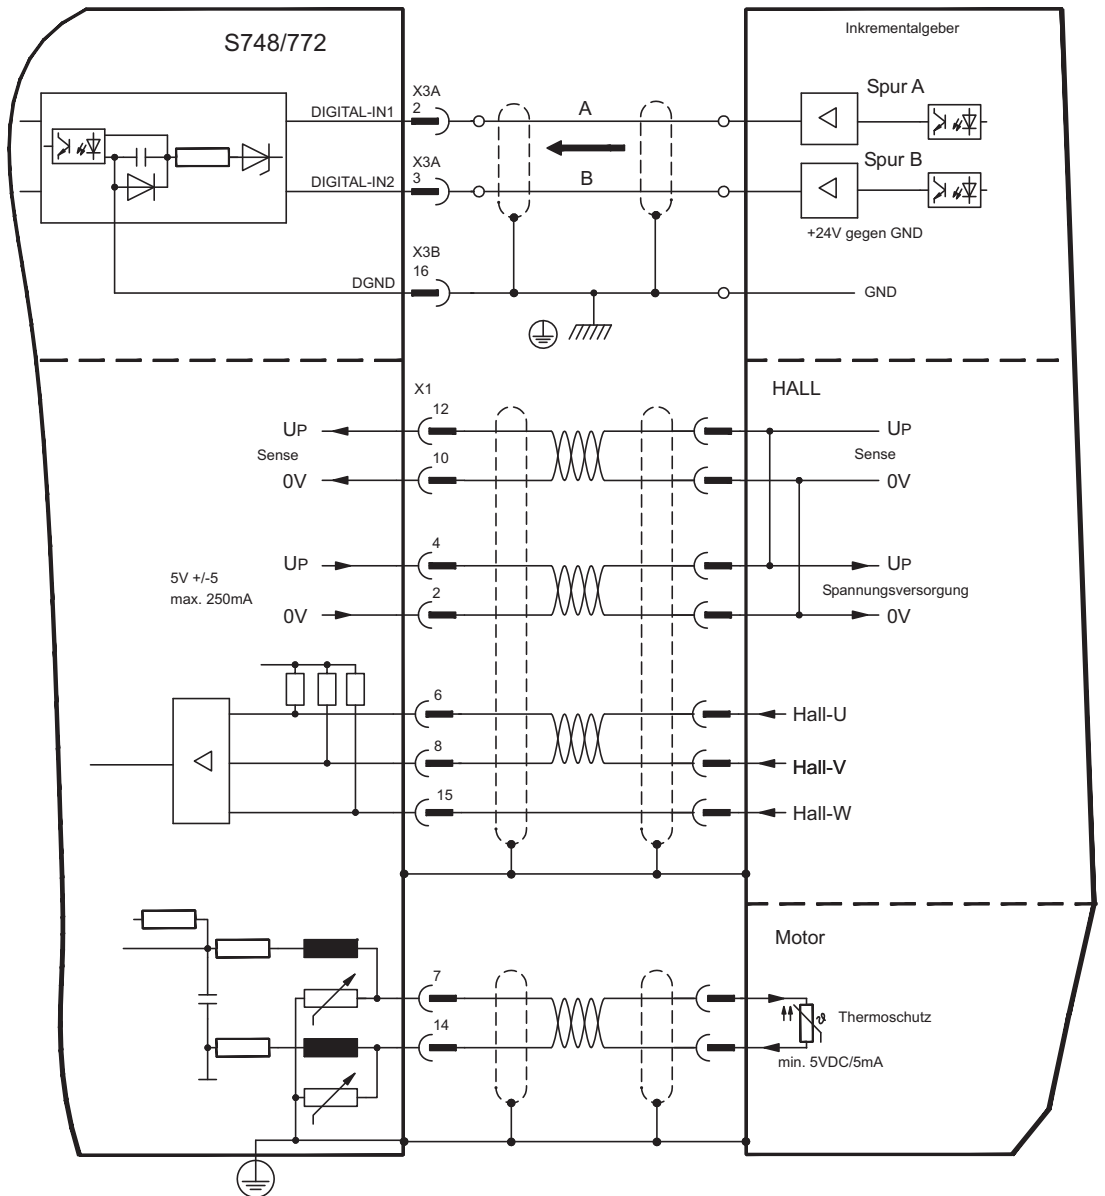 S748/772
Inkrementalgeber
X3A
2
DIGITAL-IN1
A
Spur A
X3A
3
DIGITAL-IN2
B
Spur B
+24V gegen GND
X3B
16
DGND
GND
X1
HALL
12
UP
UP
Sense
Sense
10
0V
0V
4
UP
UP
5V +/-5
max. 250mA
Spannungsversorgung
2
0V
0V
6
Hall-U
8
Hall-V
15
Hall-W
Motor
7
ϑ
Thermoschutz
14
min. 5VDC/5mA